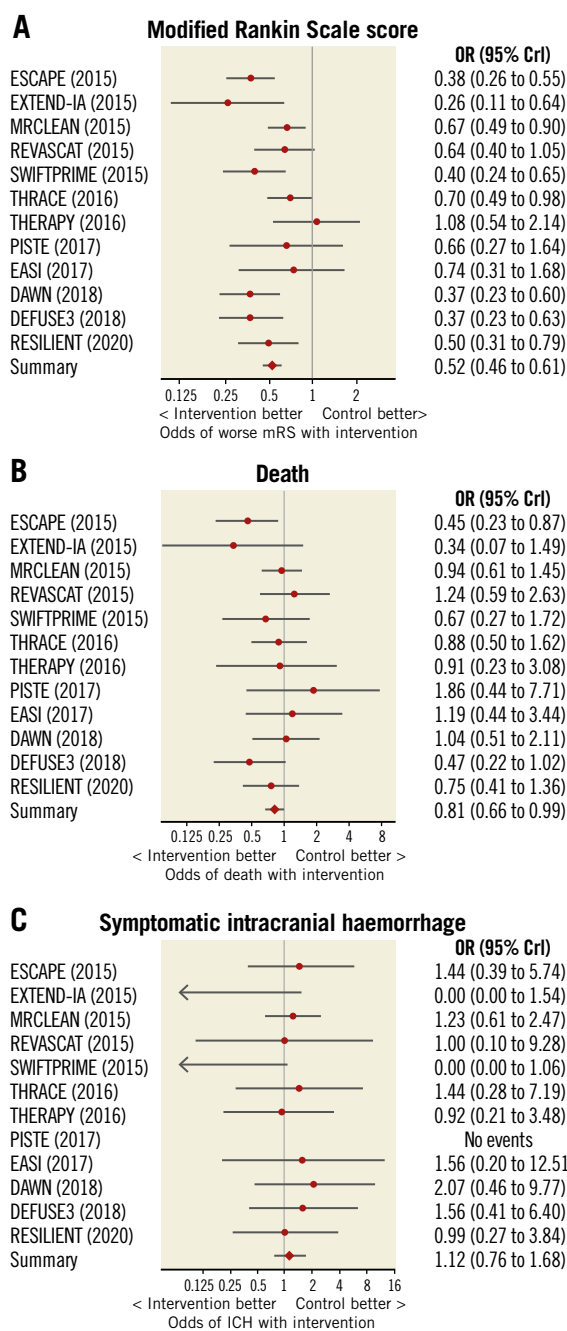 A
Modified Rankin Scale score
OR (95% CrI)
ESCAPE (2015) 0.38 (0.26 to 0.55)
EXTEND-IA (2015) 0.26 (0.11 to 0.64)
MRCLEAN (2015) 0.67 (0.49 to 0.90)
REVASCAT (2015) 0.64 (0.40 to 1.05)
SWIFTPRIME (2015) 0.40 (0.24 to 0.65)
THRACE (2016) 0.70 (0.49 to 0.98)
THERAPY (2016) 1.08 (0.54 to 2.14)
PISTE (2017) 0.66 (0.27 to 1.64)
EASI (2017) 0.74 (0.31 to 1.68)
DAWN (2018) 0.37 (0.23 to 0.60)
DEFUSE3 (2018) 0.37 (0.23 to 0.63)
RESILIENT (2020) 0.50 (0.31 to 0.79)
Summary 0.52 (0.46 to 0.61)
0.125 0.25 0.5 1 2
< Intervention better Control better>
Odds of worse mRS with intervention
B
Death
OR (95% CrI)
ESCAPE (2015) 0.45 (0.23 to 0.87)
EXTEND-IA (2015) 0.34 (0.07 to 1.49)
MRCLEAN (2015) 0.94 (0.61 to 1.45)
REVASCAT (2015) 1.24 (0.59 to 2.63)
SWIFTPRIME (2015) 0.67 (0.27 to 1.72)
THRACE (2016) 0.88 (0.50 to 1.62)
THERAPY (2016) 0.91 (0.23 to 3.08)
PISTE (2017) 1.86 (0.44 to 7.71)
EASI (2017) 1.19 (0.44 to 3.44)
DAWN (2018) 1.04 (0.51 to 2.11)
DEFUSE3 (2018) 0.47 (0.22 to 1.02)
RESILIENT (2020) 0.75 (0.41 to 1.36)
Summary 0.81 (0.66 to 0.99)
0.125 0.25 0.5 1 2 4 8
< Intervention better Control better >
Odds of death with intervention
C
Symptomatic intracranial haemorrhage
OR (95% CrI)
ESCAPE (2015) 1.44 (0.39 to 5.74)
EXTEND-IA (2015) 0.00 (0.00 to 1.54)
MRCLEAN (2015) 1.23 (0.61 to 2.47)
REVASCAT (2015) 1.00 (0.10 to 9.28)
SWIFTPRIME (2015) 0.00 (0.00 to 1.06)
THRACE (2016) 1.44 (0.28 to 7.19)
THERAPY (2016) 0.92 (0.21 to 3.48)
PISTE (2017) No events
EASI (2017) 1.56 (0.20 to 12.51
DAWN (2018) 2.07 (0.46 to 9.77)
DEFUSE3 (2018) 1.56 (0.41 to 6.40)
RESILIENT (2020) 0.99 (0.27 to 3.84)
Summary 1.12 (0.76 to 1.68)
0.125 0.25 0.5 1 2 4 8 16
< Intervention better Control better >
Odds of ICH with intervention